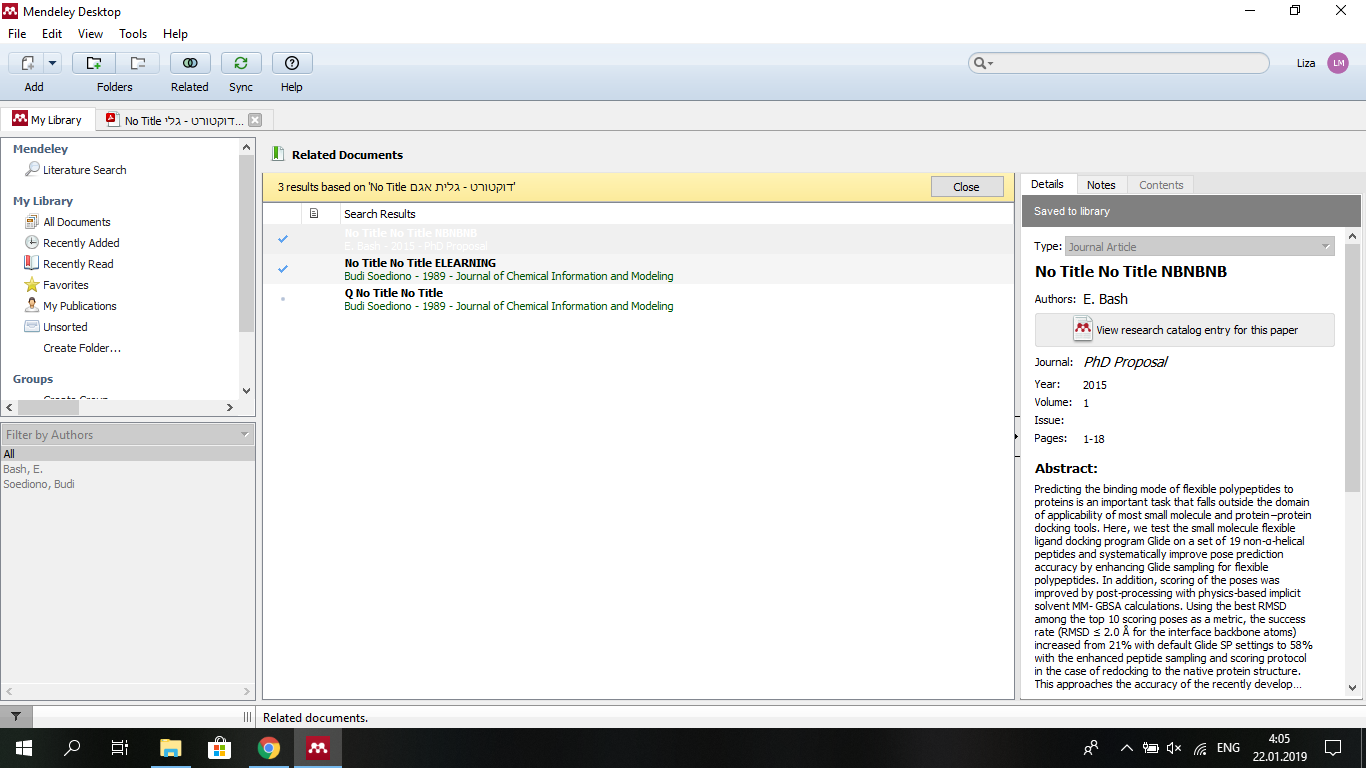 Mendeley Desktop
File Edit View Tools Help
Add Folders Related Sync Help Liza LM
My Library No Title דוקטורט - גלי...
Mendeley
Literature Search
My Library
All Documents
Recently Added
Recently Read
Favorites
My Publications
Unsorted
Create Folder...
Groups
Create Group
Filter by Authors
All
Bash, E.
Soediono, Budi
Related Documents
3 results based on 'No Title דוקטורט - גלית אגם'
Close
Search Results
No Title No Title NBNBNB
E. Bash - 2015 - PhD Proposal
No Title No Title ELEARNING
Budi Soediono - 1989 - Journal of Chemical Information and Modeling
Q No Title No Title
Budi Soediono - 1989 - Journal of Chemical Information and Modeling
Details Notes Contents
Saved to library
Type: Journal Article
No Title No Title NBNBNB
Authors: E. Bash
View research catalog entry for this paper
Journal: PhD Proposal
Year: 2015
Volume: 1
Issue:
Pages: 1-18
Abstract:
Predicting the binding mode of flexible polypeptides to
proteins is an important task that falls outside the domain
of applicability of most small molecule and protein−protein
docking tools. Here, we test the small molecule flexible
ligand docking program Glide on a set of 19 non-α-helical
peptides and systematically improve pose prediction
accuracy by enhancing Glide sampling for flexible
polypeptides. In addition, scoring of the poses was
improved by post-processing with physics-based implicit
solvent MM- GBSA calculations. Using the best RMSD
among the top 10 scoring poses as a metric, the success
rate (RMSD ≤ 2.0 Å for the interface backbone atoms)
increased from 21% with default Glide SP settings to 58%
with the enhanced peptide sampling and scoring protocol
in the case of redocking to the native protein structure.
This approaches the accuracy of the recently develop...
Related documents.
ENG
4:05
22.01.2019